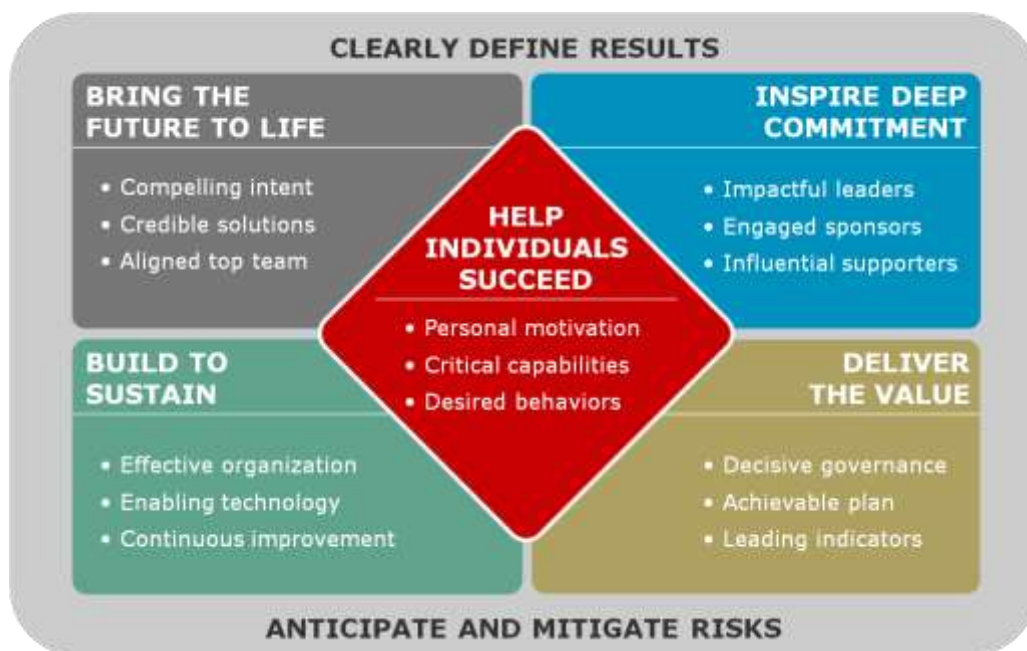 CLEARLY DEFINE RESULTS
BRING THE
FUTURE TO LIFE
• Compelling intent
• Credible solutions
• Aligned top team
INSPIRE DEEP
COMMITMENT
• Impactful leaders
• Engaged sponsors
• Influential supporters
HELP
INDIVIDUALS
SUCCEED
• Personal motivation
• Critical capabilities
• Desired behaviors
BUILD TO
SUSTAIN
• Effective organization
• Enabling technology
• Continuous improvement
DELIVER
THE VALUE
• Decisive governance
• Achievable plan
• Leading indicators
ANTICIPATE AND MITIGATE RISKS